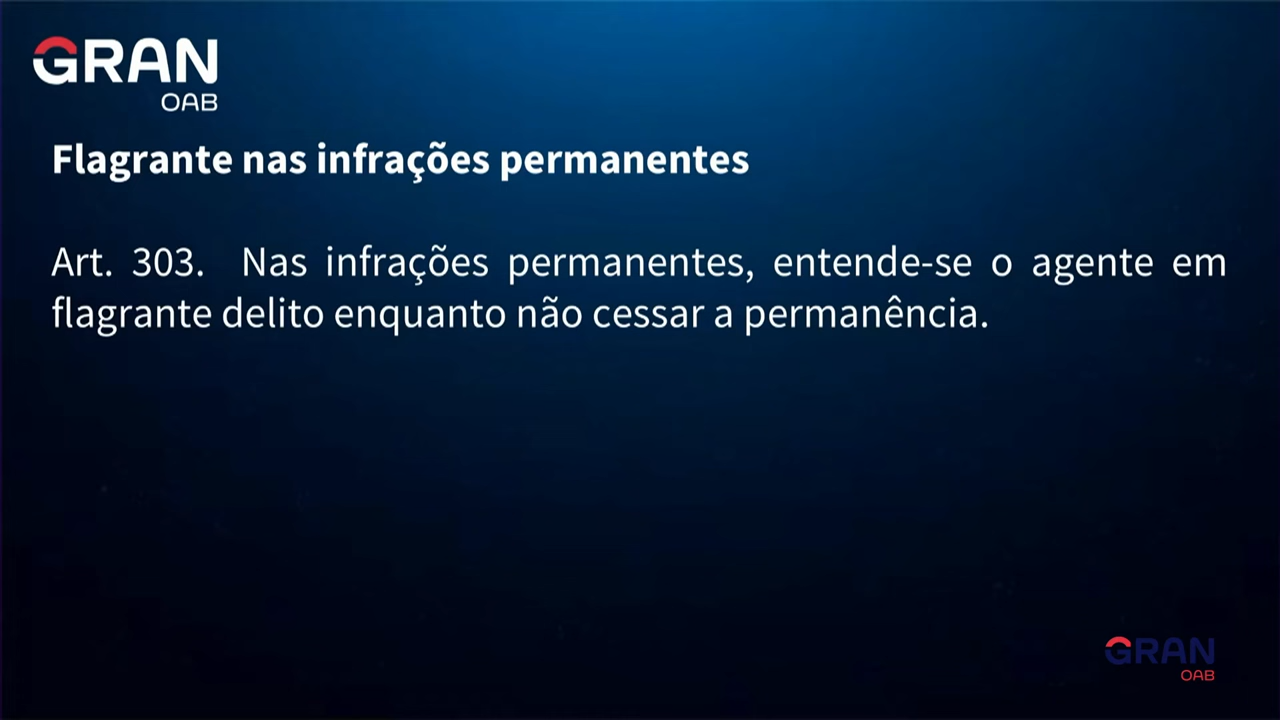 GRAN
OAB
Flagrante nas infrações permanentes
Art. 303. Nas infrações permanentes, entende-se o agente em
flagrante delito enquanto não cessar a permanência.
GRAN
OAB